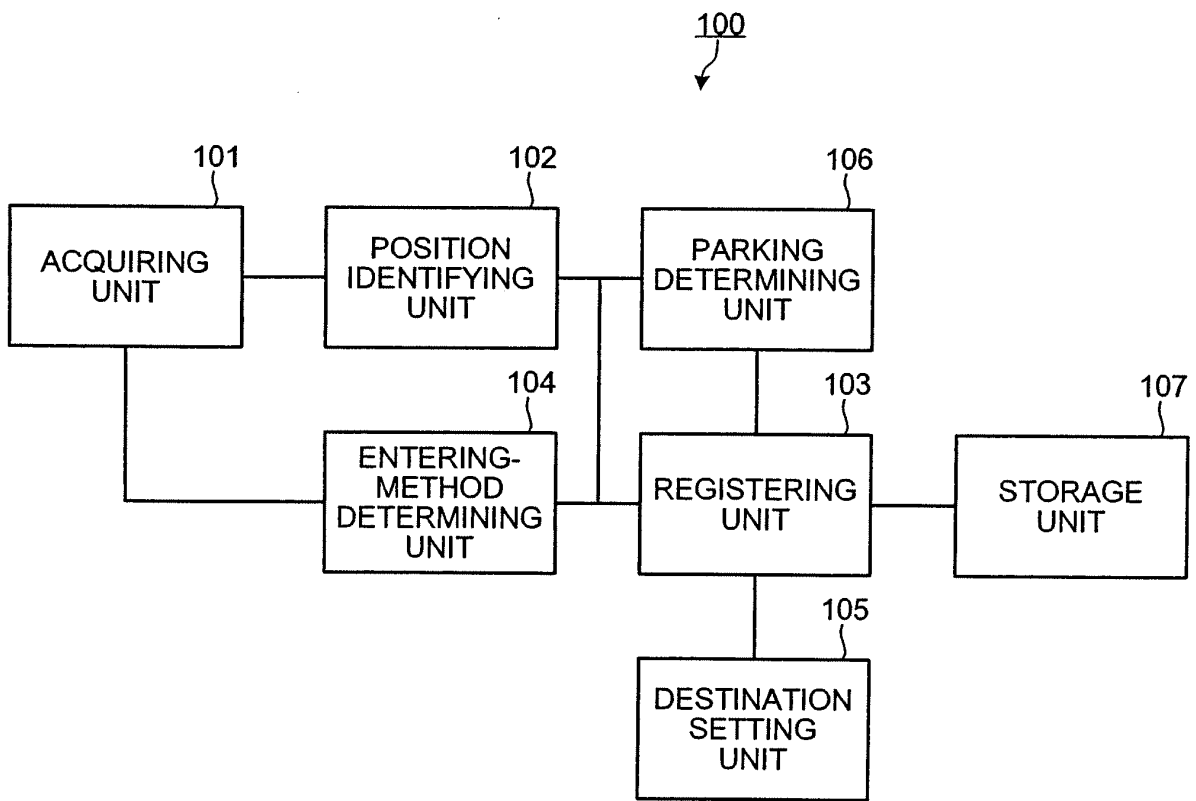 100
101
102
106
ACQUIRING
UNIT
POSITION
IDENTIFYING
UNIT
PARKING
DETERMINING
UNIT
104
103
107
ENTERING-
METHOD
DETERMINING
UNIT
REGISTERING
UNIT
STORAGE
UNIT
105
DESTINATION
SETTING
UNIT